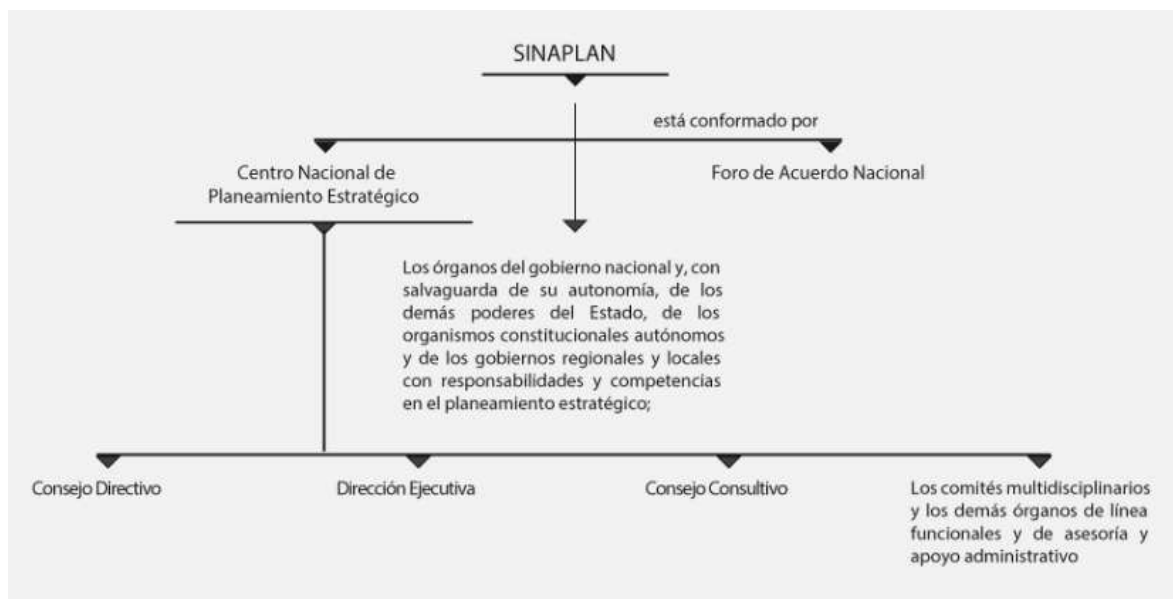 SINAPLAN
está conformado por
Centro Nacional de
Planeamiento Estratégico
Foro de Acuerdo Nacional
Los órganos del gobierno nacional y, con
salvaguarda de su autonomía, de los
demás poderes del Estado, de los
organismos constitucionales autónomos
y de los gobiernos regionales y locales
con responsabilidades y competencias
en el planeamiento estratégico;
Consejo Directivo
Dirección Ejecutiva
Consejo Consultivo
Los comités multidisciplinarios
y los demás órganos de línea
funcionales y de asesoría y
apoyo administrativo